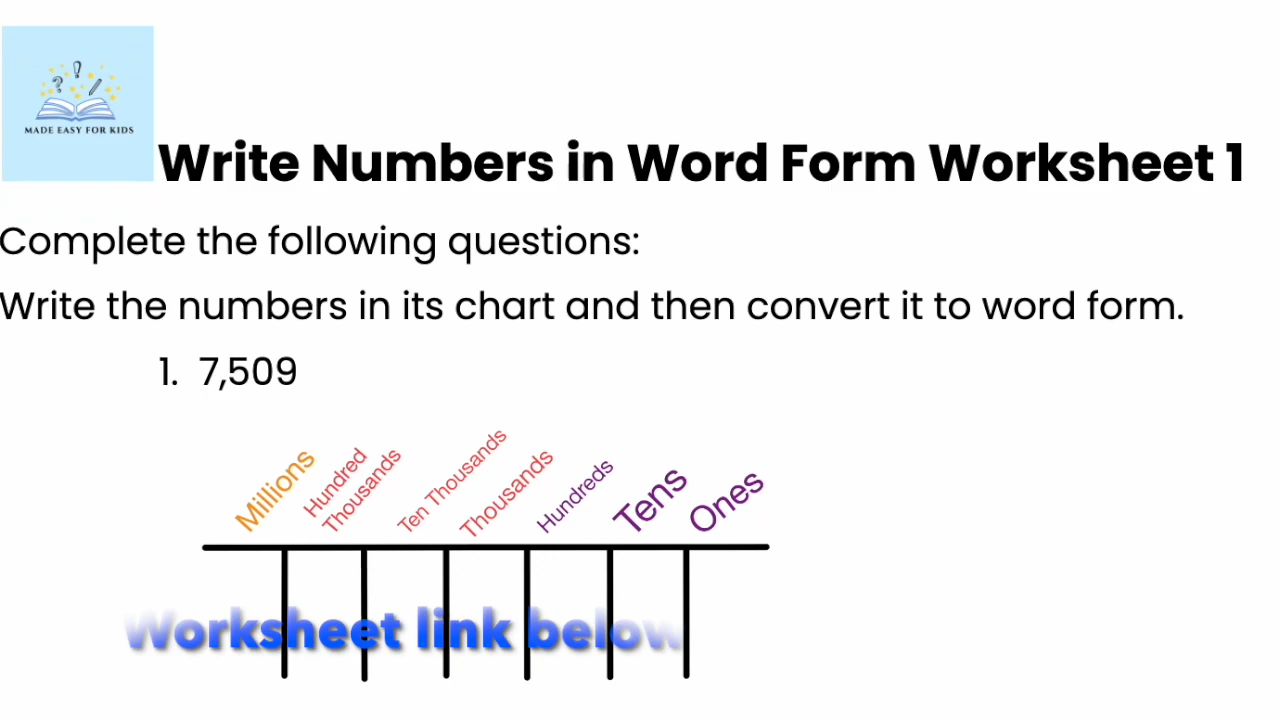 MADE EASY FOR KIDS
Write Numbers in Word Form Worksheet 1
Complete the following questions:
Write the numbers in its chart and then convert it to word form.
1. 7,509
Millions
Hundred
Thousands
Ten Thousands
Thousands
Hundreds
Tens
Ones
Worksheet link below